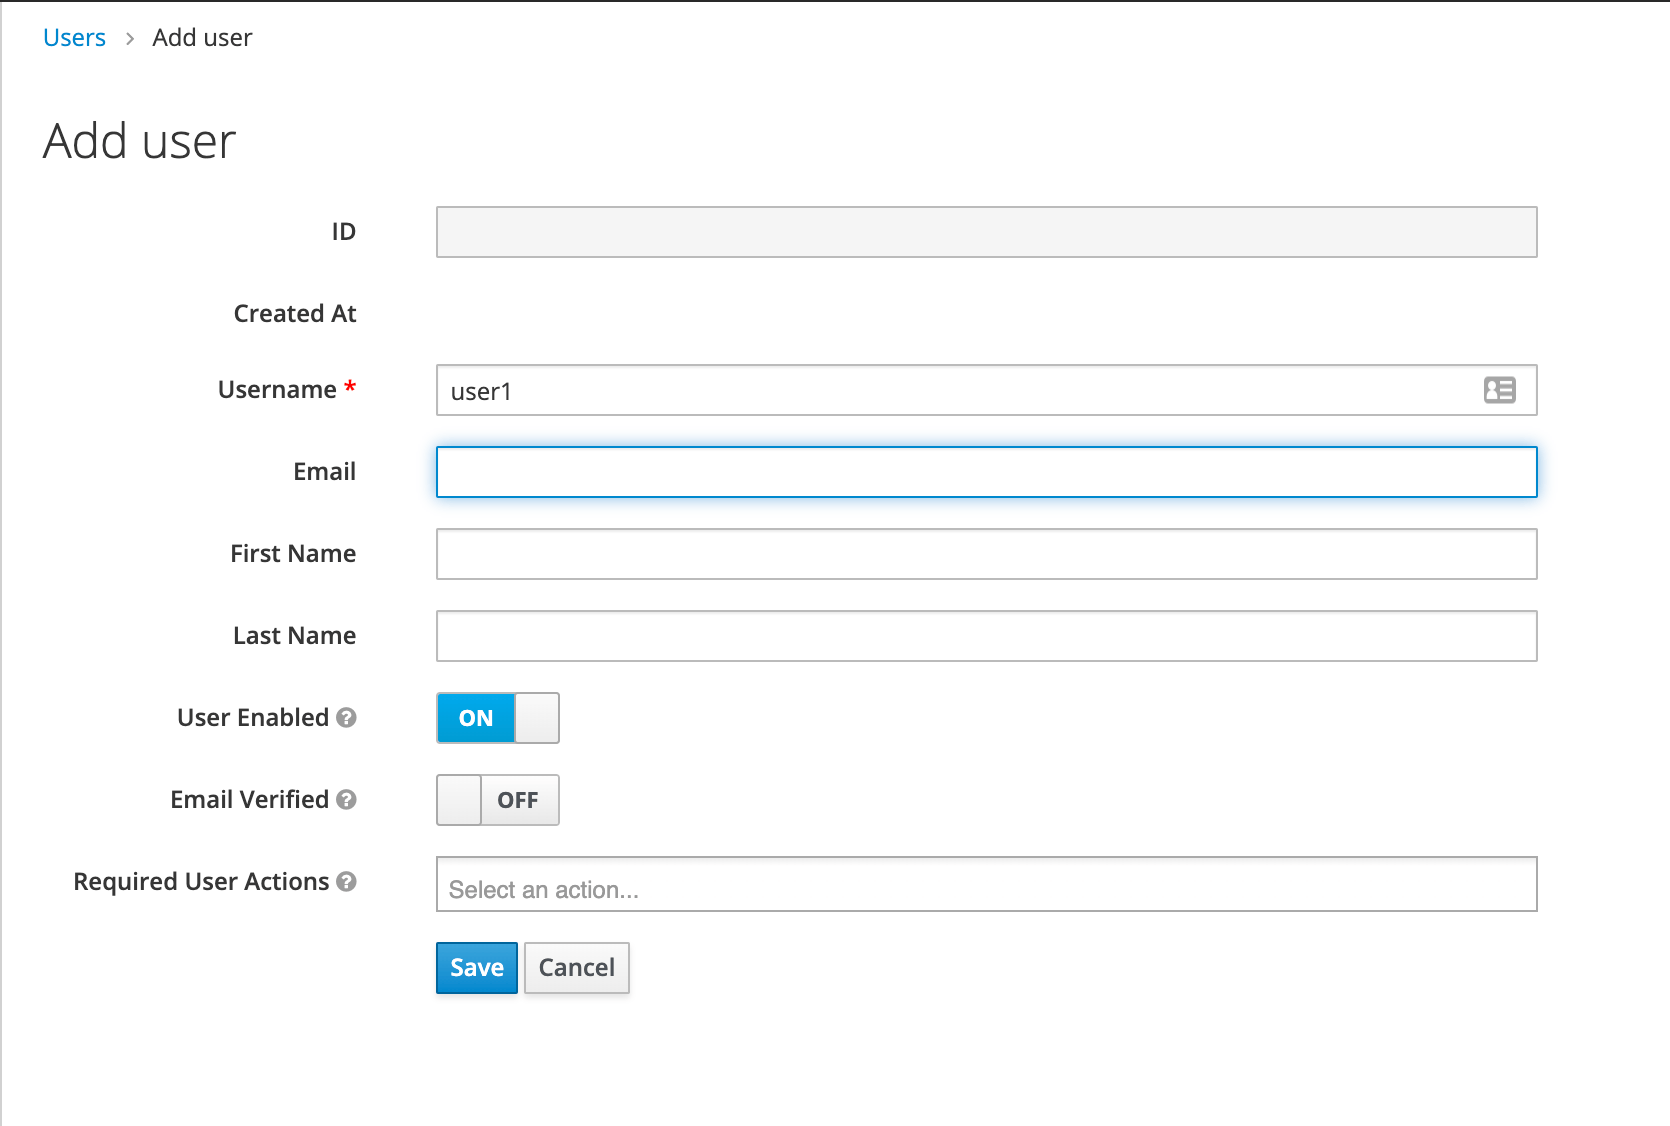 Users > Add user
Add user
ID
Created At
Username *
user1
Email
First Name
Last Name
User Enabled ?
ON
Email Verified ?
OFF
Required User Actions ?
Select an action...
Save Cancel